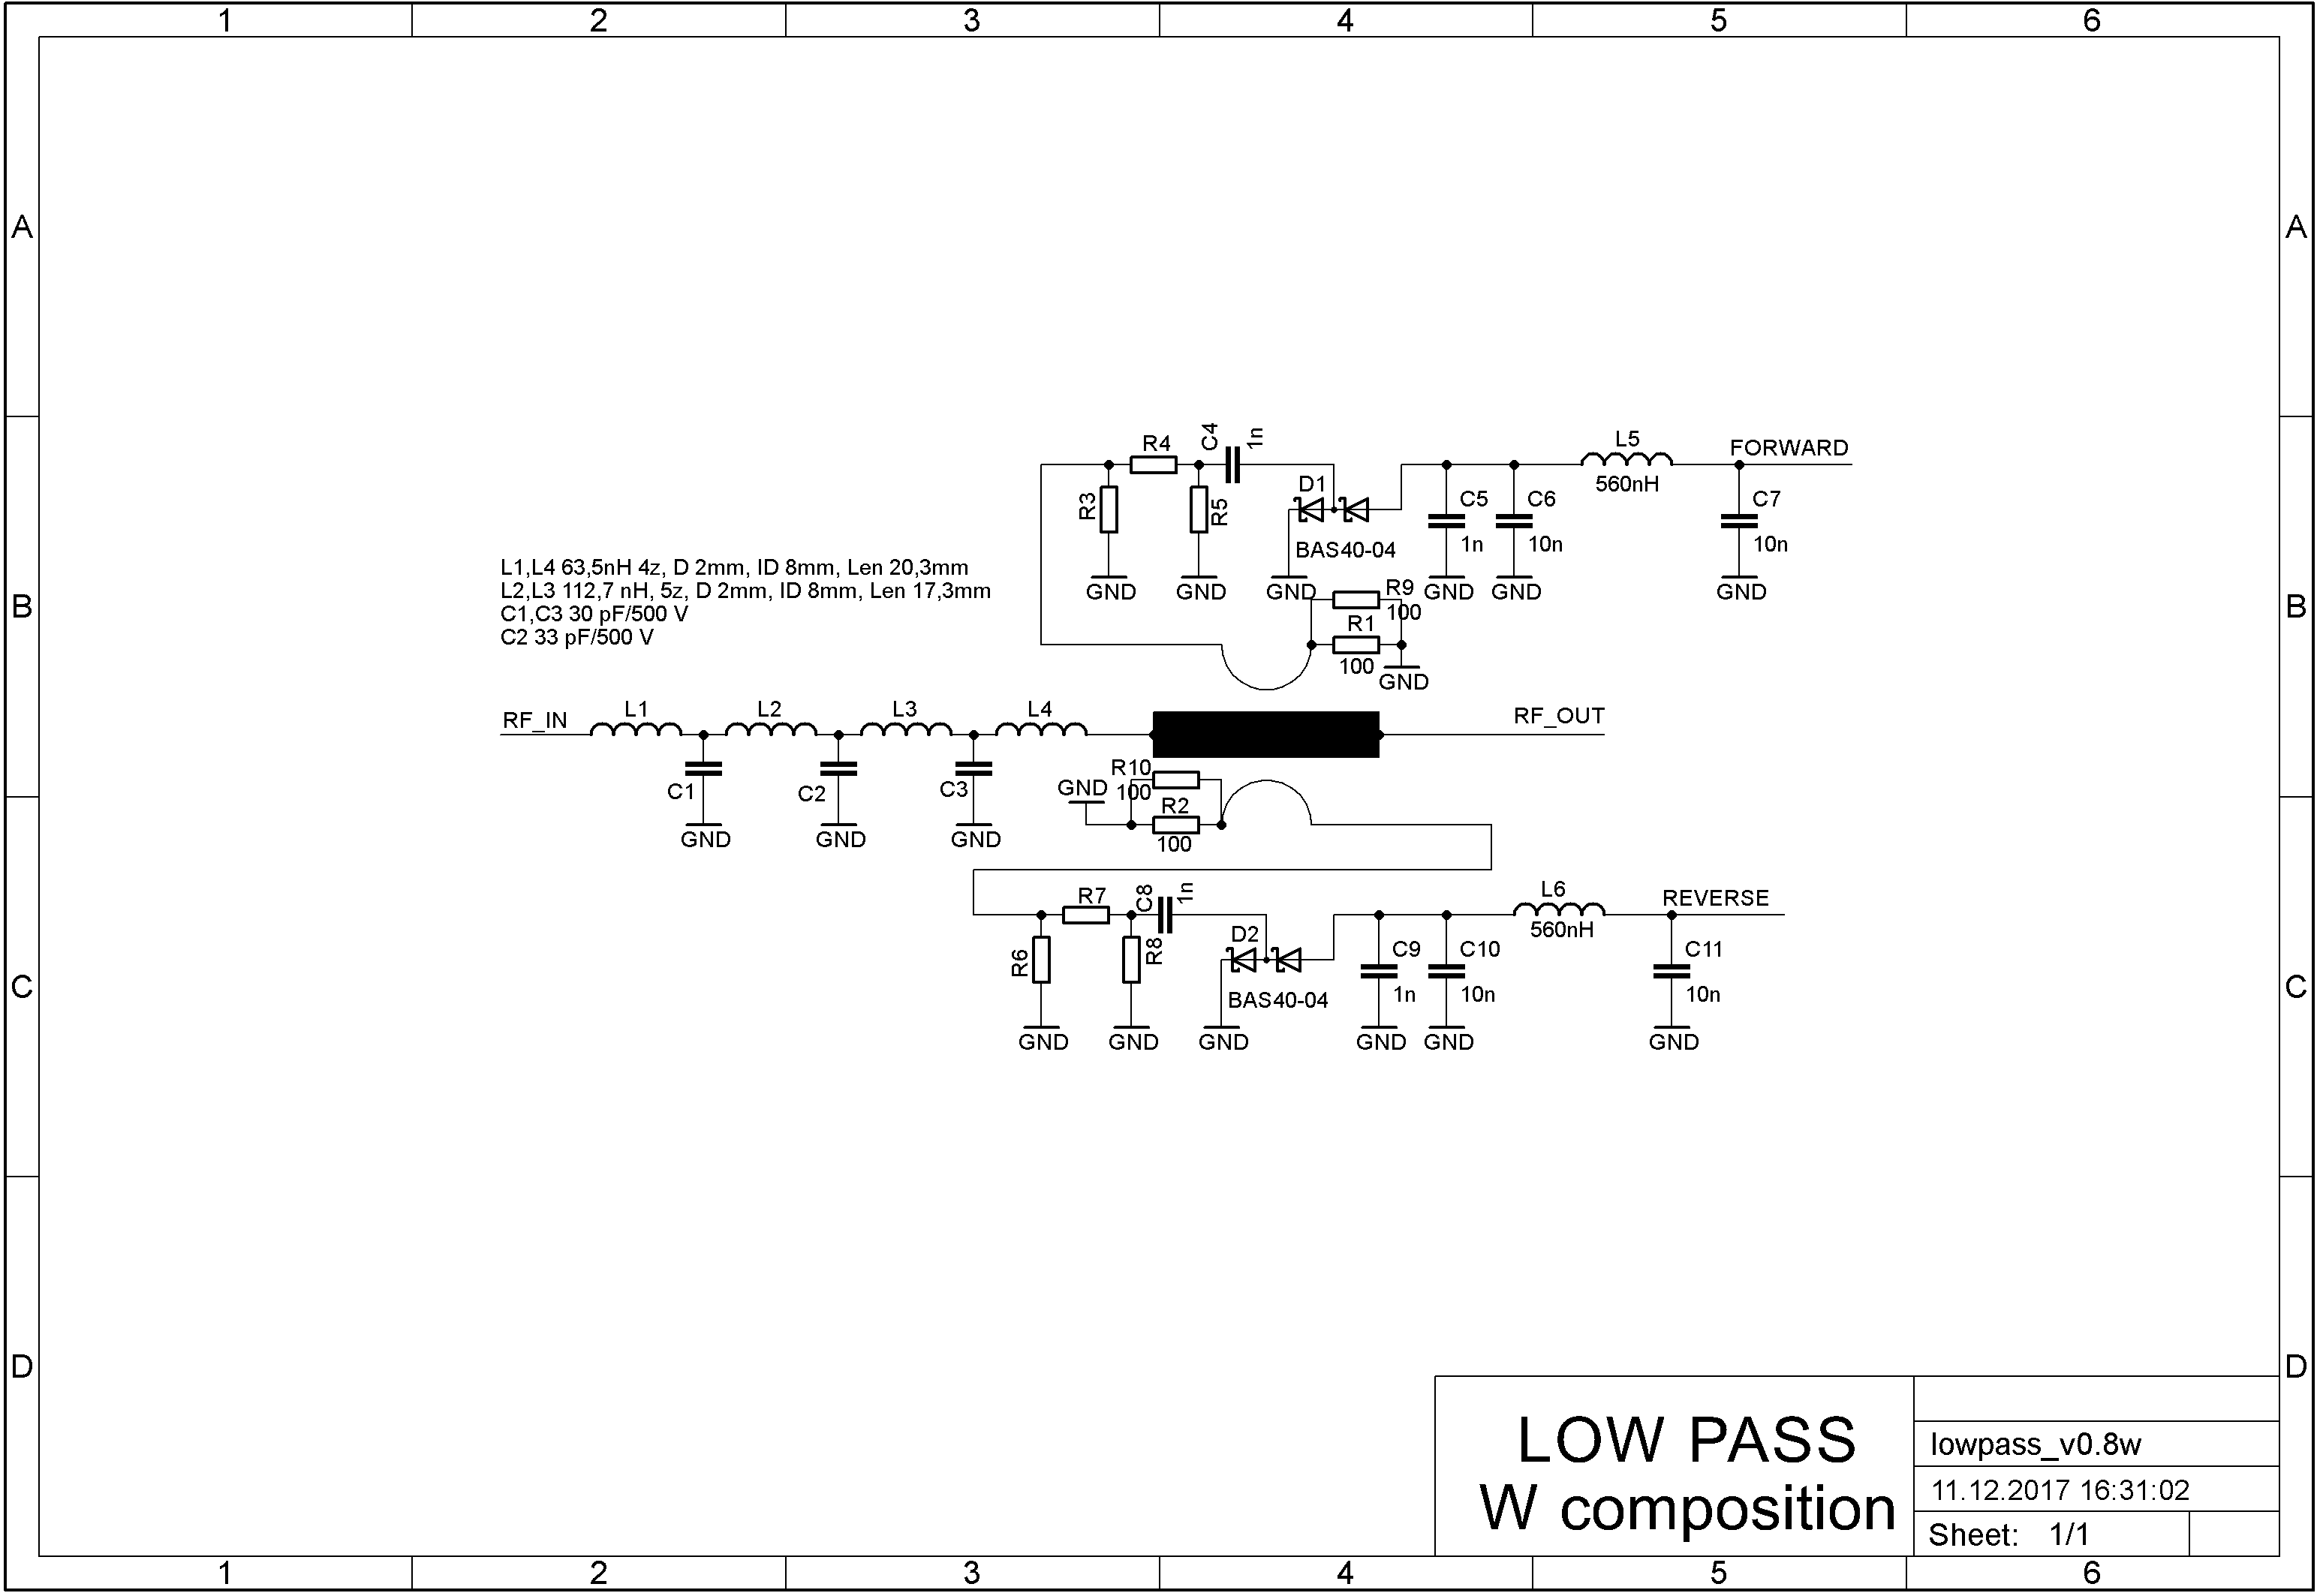 1 2 3 4 5 6
A A
R4 C4 1n L5 FORWARD
R3 R5 D1 560nH
C5 C6 C7
BAS40-04 1n 10n 10n
GND GND GND GND GND GND
L1,L4 63,5nH 4z, D 2mm, ID 8mm, Len 20,3mm
L2,L3 112,7 nH, 5z, D 2mm, ID 8mm, Len 17,3mm
C1,C3 30 pF/500 V
C2 33 pF/500 V
B B
R9
100
R1
100
GND
RF_IN L1 L2 L3 L4 RF_OUT
C1 C2 C3
GND GND GND
R10
GND 100
R2
100
R7 C8 1n L6 REVERSE
R6 R8 D2 560nH
C9 C10 C11
BAS40-04 1n 10n 10n
GND GND GND GND GND GND
C C
D D
LOW PASS
W composition
lowpass_v0.8w
11.12.2017 16:31:02
Sheet: 1/1
1 2 3 4 5 6